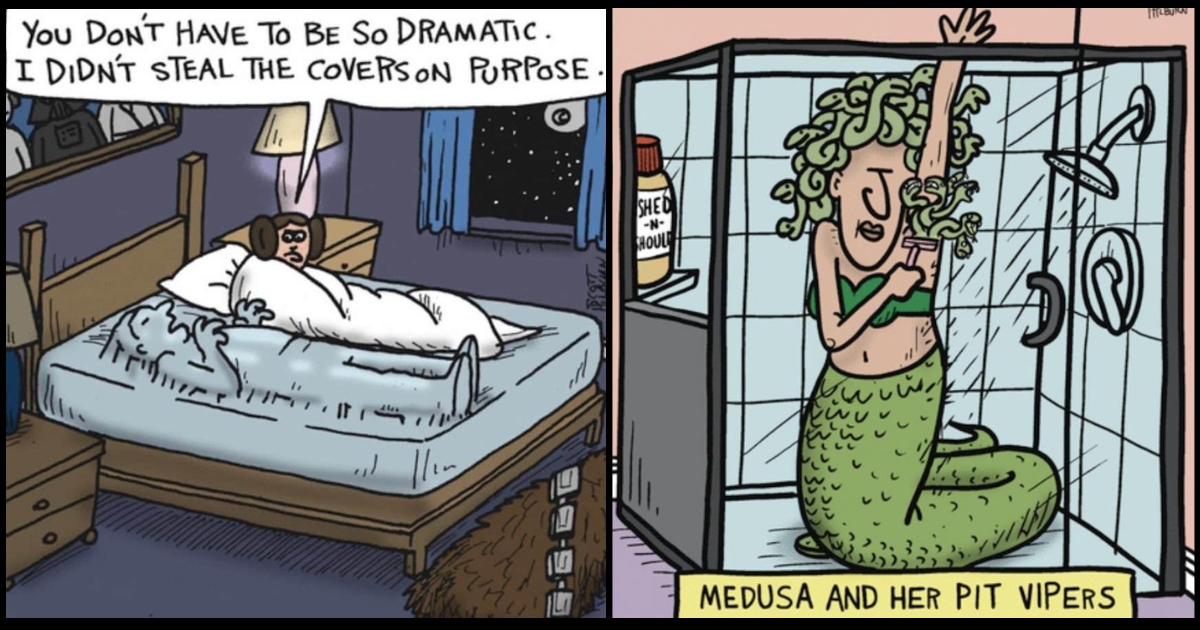 YOU DON'T HAVE TO BE SO DRAMATIC.
I DIDN'T STEAL THE COVERS ON PURPOSE.
SHED
-N-
SHOULD
MEDUSA AND HER PIT VIPERS